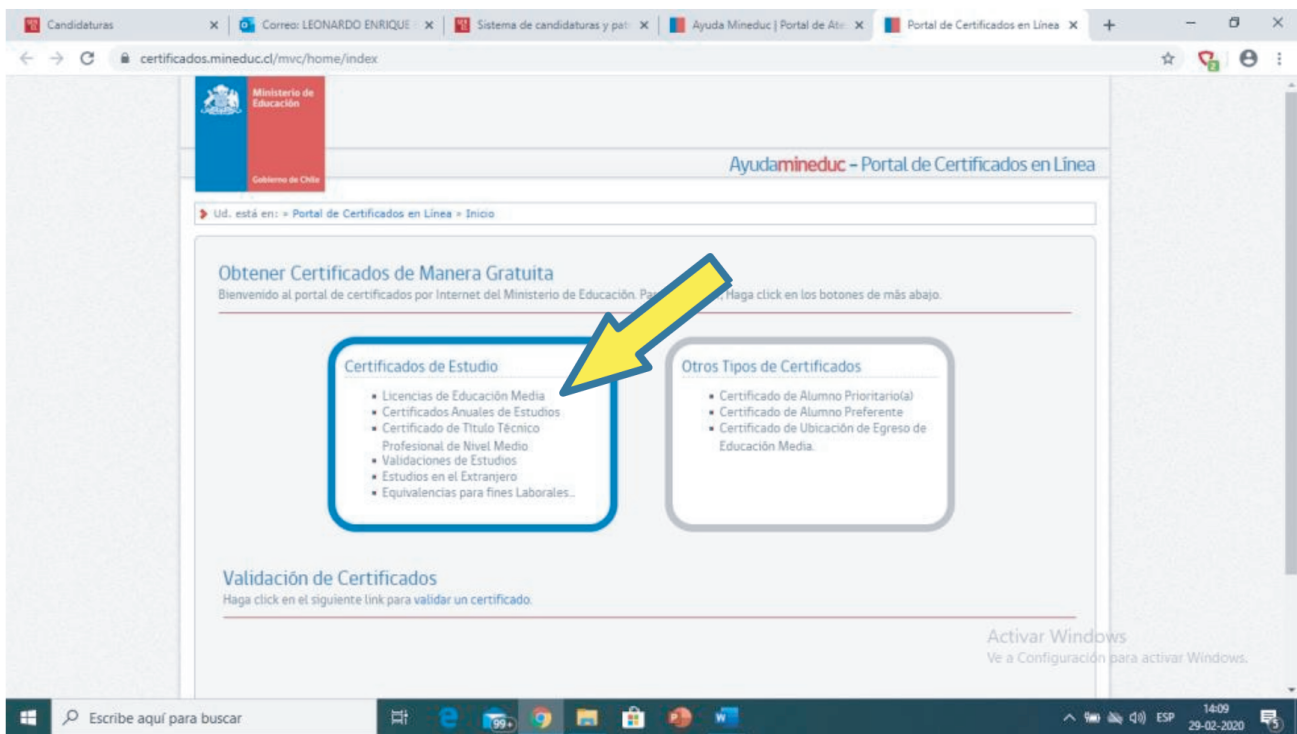 Candidaturas
Correo: LEONARDO ENRIQUE
Sistema de candidaturas y pat
Ayuda Mineduc | Portal de Ate
Portal de Certificados en Línea
certificados.mineduc.cl/mvc/home/index
Ministerio de
Educación
Gobierno de Chile
Ayudamineduc – Portal de Certificados en Línea
Ud. está en: » Portal de Certificados en Línea » Inicio
Obtener Certificados de Manera Gratuita
Bienvenido al portal de certificados por Internet del Ministerio de Educación. Haga click en los botones de más abajo.
Certificados de Estudio
Licencias de Educación Media
Certificados Anuales de Estudios
Certificado de Título Técnico
Profesional de Nivel Medio
Validaciones de Estudios
Estudios en el Extranjero
Equivalencias para fines Laborales...
Otros Tipos de Certificados
Certificado de Alumno Prioritario(a)
Certificado de Alumno Preferente
Certificado de Ubicación de Egreso de
Educación Media.
Validación de Certificados
Haga click en el siguiente link para validar un certificado.
Activar Windows
Ve a Configuración para activar Windows.
Escribe aquí para buscar
99+
ESP
14:09
29-02-2020
5